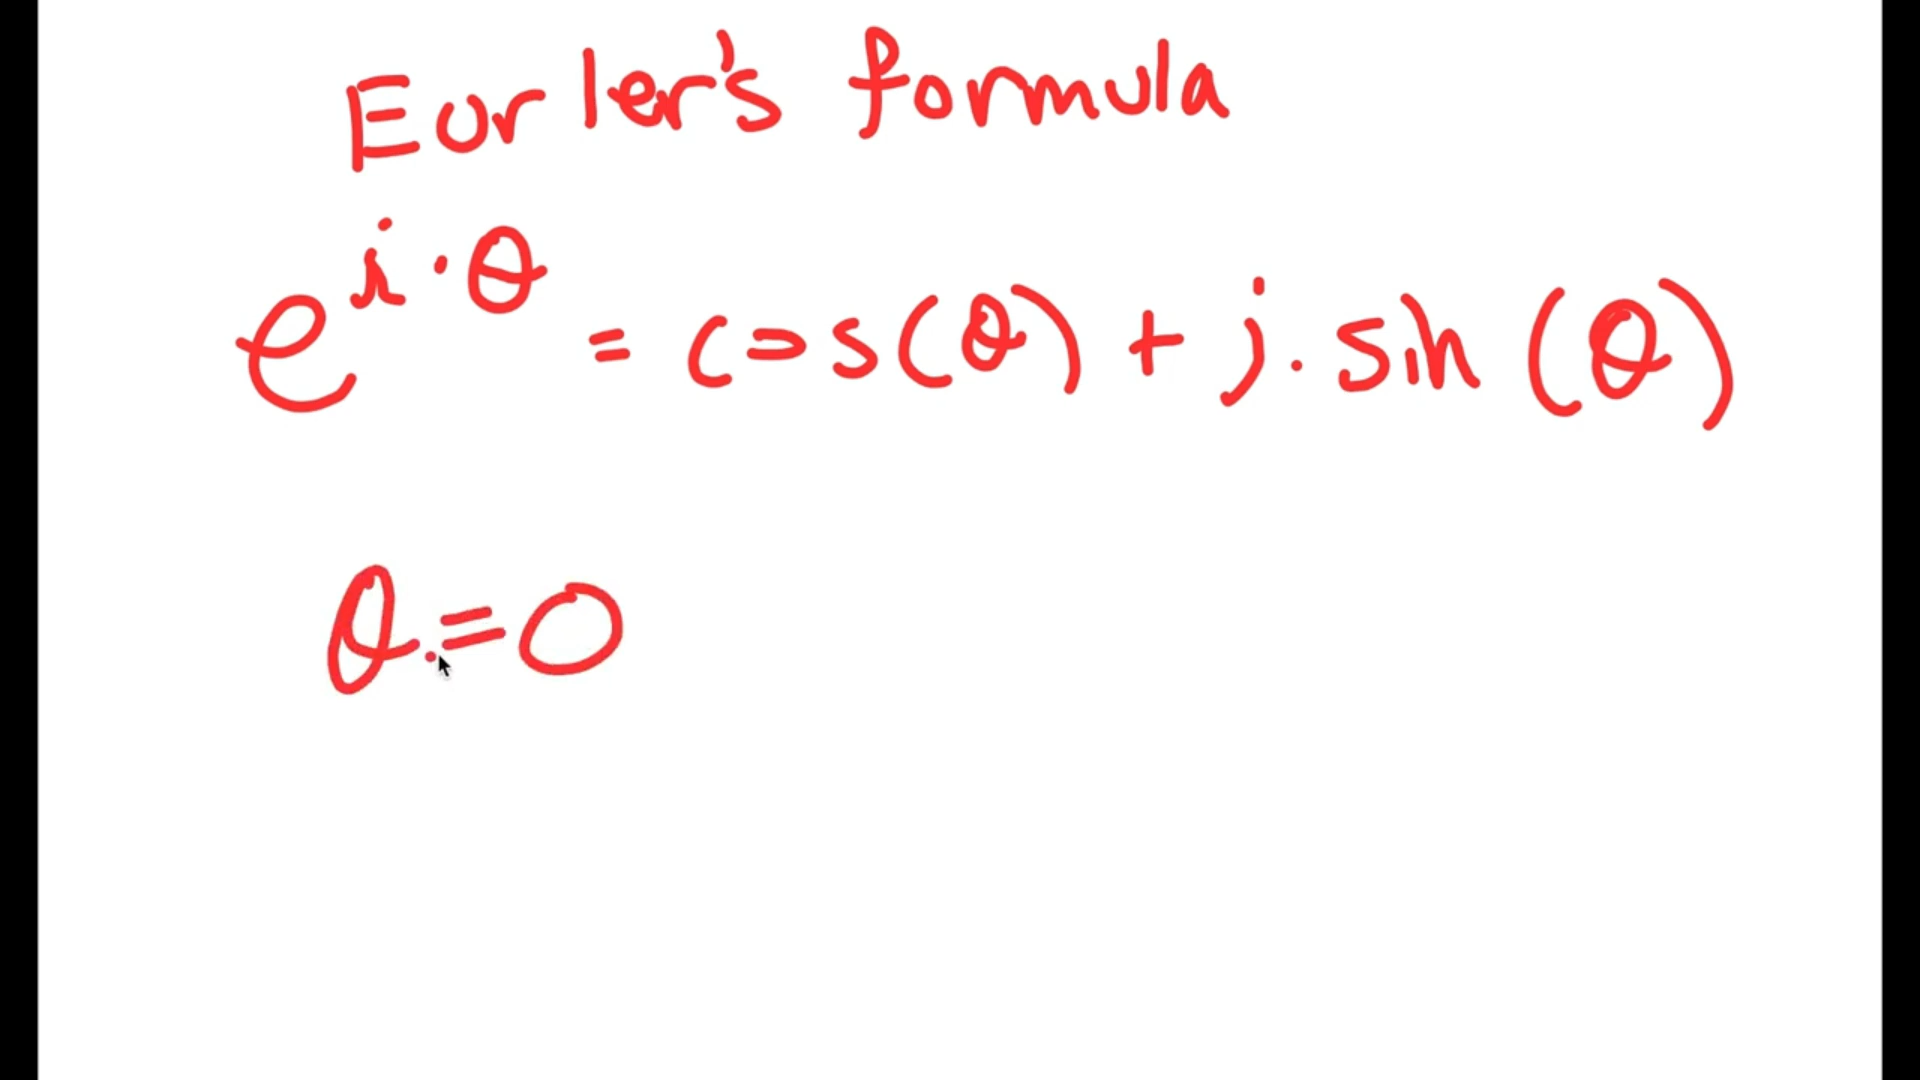 Eurler's formula
e^{i·θ} = cos(θ) + j·sin(θ)
θ.=0